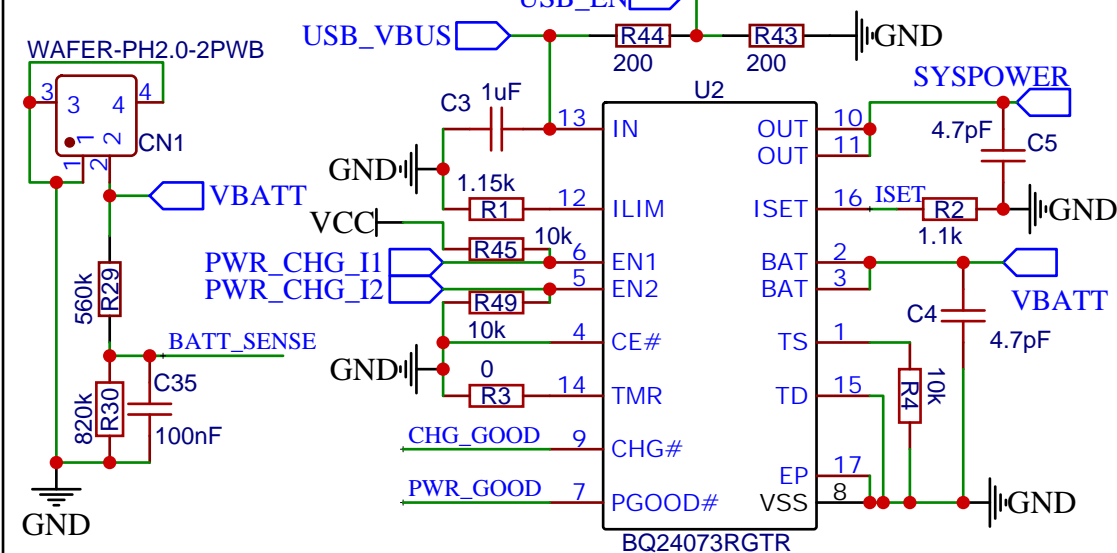 USB_EN
USB_VBUS
R44
200
R43
200
GND
WAFER-PH2.0-2PWB
3
3
4
4
1
2
1
2
CN1
VBATT
560k
R29
BATT_SENSE
820k
R30
C35
100nF
GND
U2
BQ24073RGTR
C3
1uF
13
IN
GND
1.15k
R1
12
ILIM
VCC
R45
10k
PWR_CHG_I1
6
EN1
PWR_CHG_I2
5
EN2
R49
10k
4
CE#
GND
0
R3
14
TMR
CHG_GOOD
9
CHG#
PWR_GOOD
7
PGOOD#
SYSPOWER
OUT
10
OUT
11
4.7pF
C5
ISET
16
ISET
R2
1.1k
GND
BAT
2
BAT
3
VBATT
C4
4.7pF
TS
1
R4
10k
TD
15
EP
17
VSS
8
GND